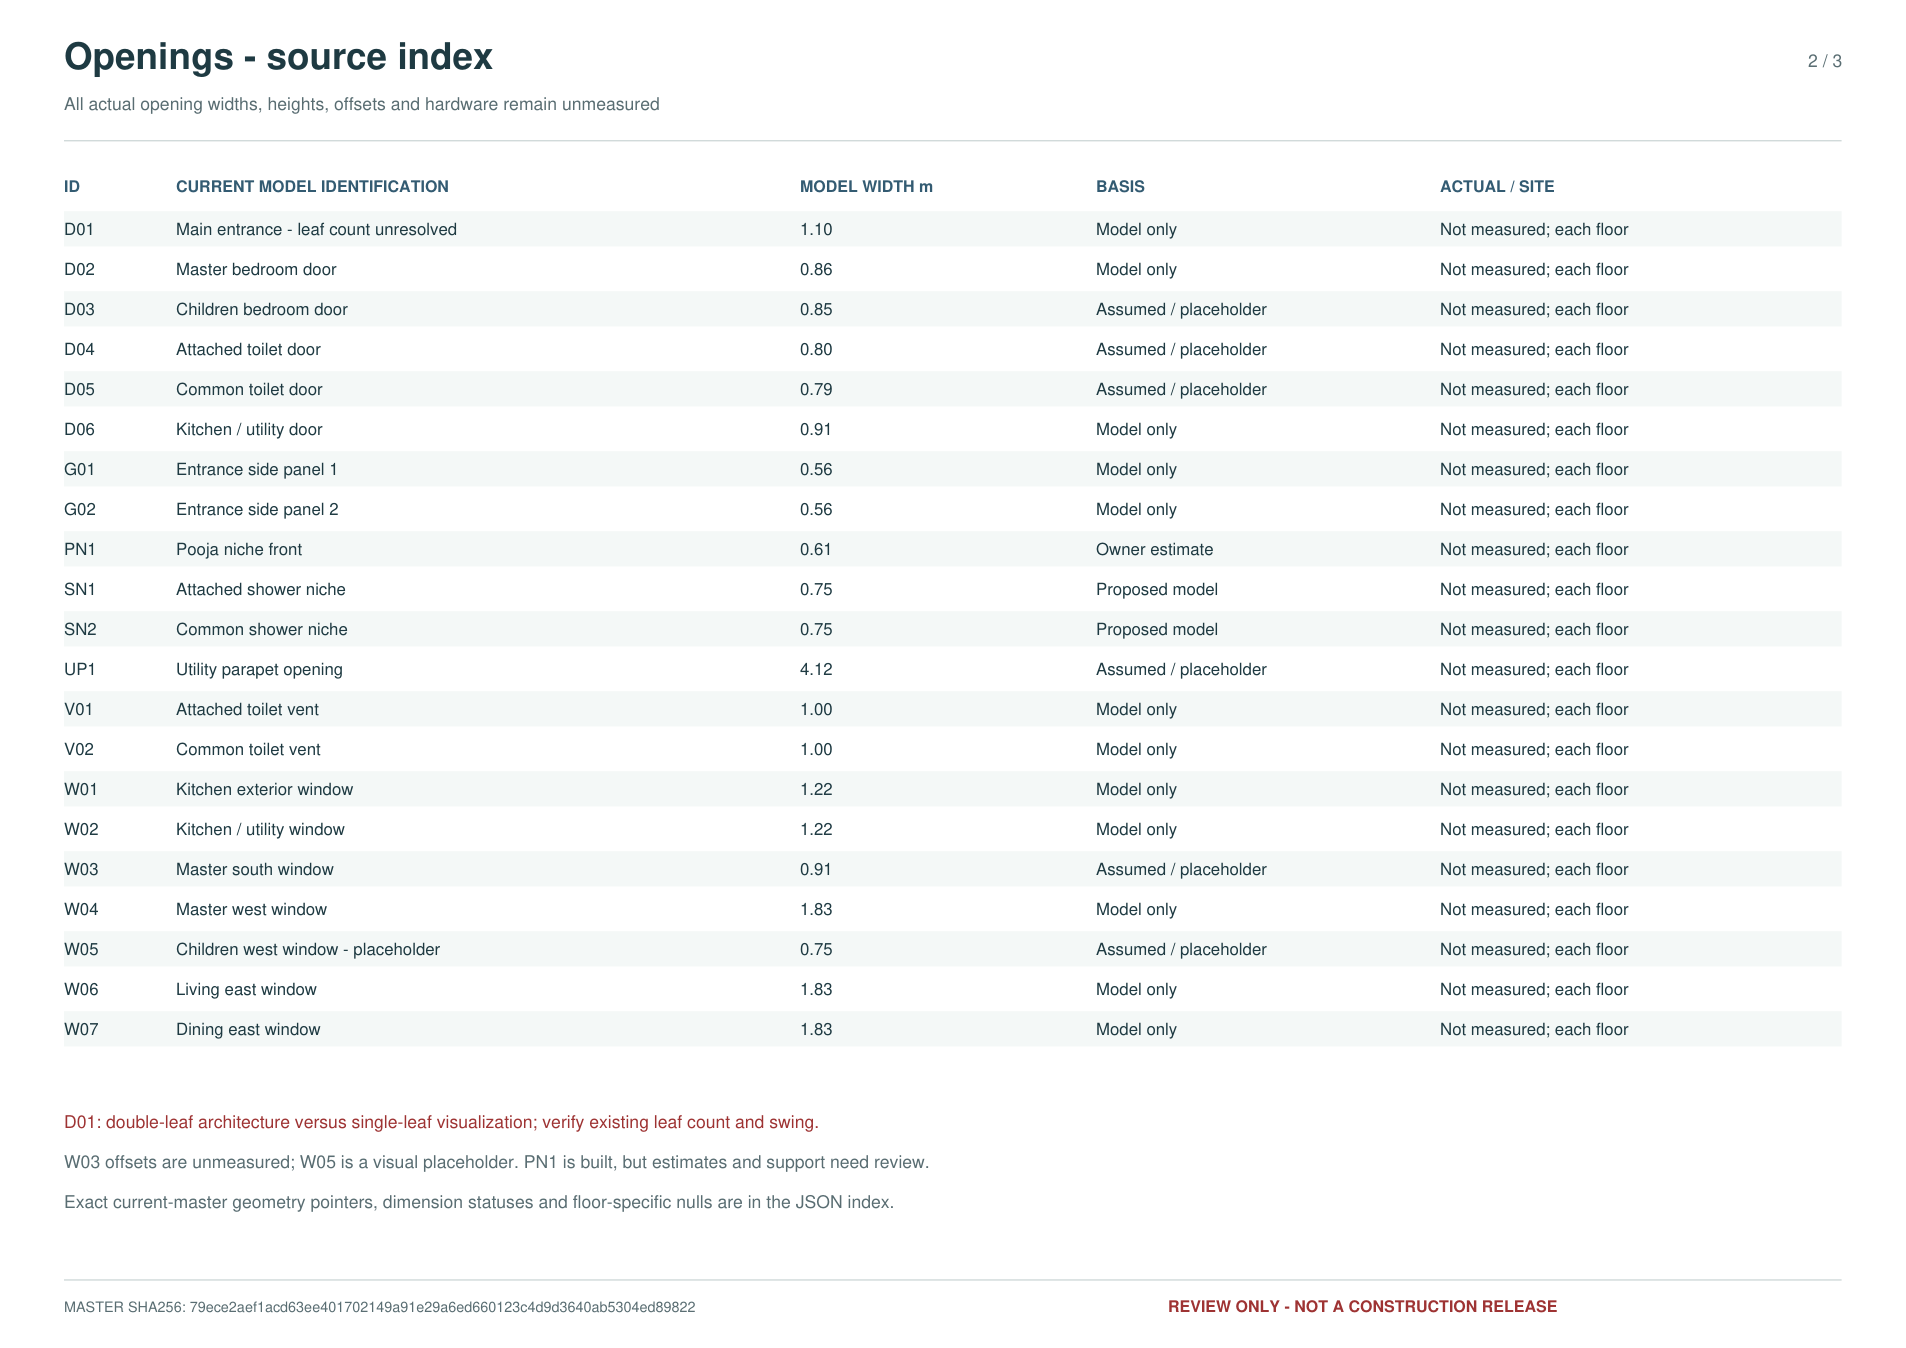 Openings - source index
2 / 3
All actual opening widths, heights, offsets and hardware remain unmeasured
ID CURRENT MODEL IDENTIFICATION MODEL WIDTH m BASIS ACTUAL / SITE
D01 Main entrance - leaf count unresolved 1.10 Model only Not measured; each floor
D02 Master bedroom door 0.86 Model only Not measured; each floor
D03 Children bedroom door 0.85 Assumed / placeholder Not measured; each floor
D04 Attached toilet door 0.80 Assumed / placeholder Not measured; each floor
D05 Common toilet door 0.79 Assumed / placeholder Not measured; each floor
D06 Kitchen / utility door 0.91 Model only Not measured; each floor
G01 Entrance side panel 1 0.56 Model only Not measured; each floor
G02 Entrance side panel 2 0.56 Model only Not measured; each floor
PN1 Pooja niche front 0.61 Owner estimate Not measured; each floor
SN1 Attached shower niche 0.75 Proposed model Not measured; each floor
SN2 Common shower niche 0.75 Proposed model Not measured; each floor
UP1 Utility parapet opening 4.12 Assumed / placeholder Not measured; each floor
V01 Attached toilet vent 1.00 Model only Not measured; each floor
V02 Common toilet vent 1.00 Model only Not measured; each floor
W01 Kitchen exterior window 1.22 Model only Not measured; each floor
W02 Kitchen / utility window 1.22 Model only Not measured; each floor
W03 Master south window 0.91 Assumed / placeholder Not measured; each floor
W04 Master west window 1.83 Model only Not measured; each floor
W05 Children west window - placeholder 0.75 Assumed / placeholder Not measured; each floor
W06 Living east window 1.83 Model only Not measured; each floor
W07 Dining east window 1.83 Model only Not measured; each floor
D01: double-leaf architecture versus single-leaf visualization; verify existing leaf count and swing.
W03 offsets are unmeasured; W05 is a visual placeholder. PN1 is built, but estimates and support need review.
Exact current-master geometry pointers, dimension statuses and floor-specific nulls are in the JSON index.
MASTER SHA256: 79ece2aef1acd63ee401702149a91e29a6ed660123c4d9d3640ab5304ed89822
REVIEW ONLY - NOT A CONSTRUCTION RELEASE